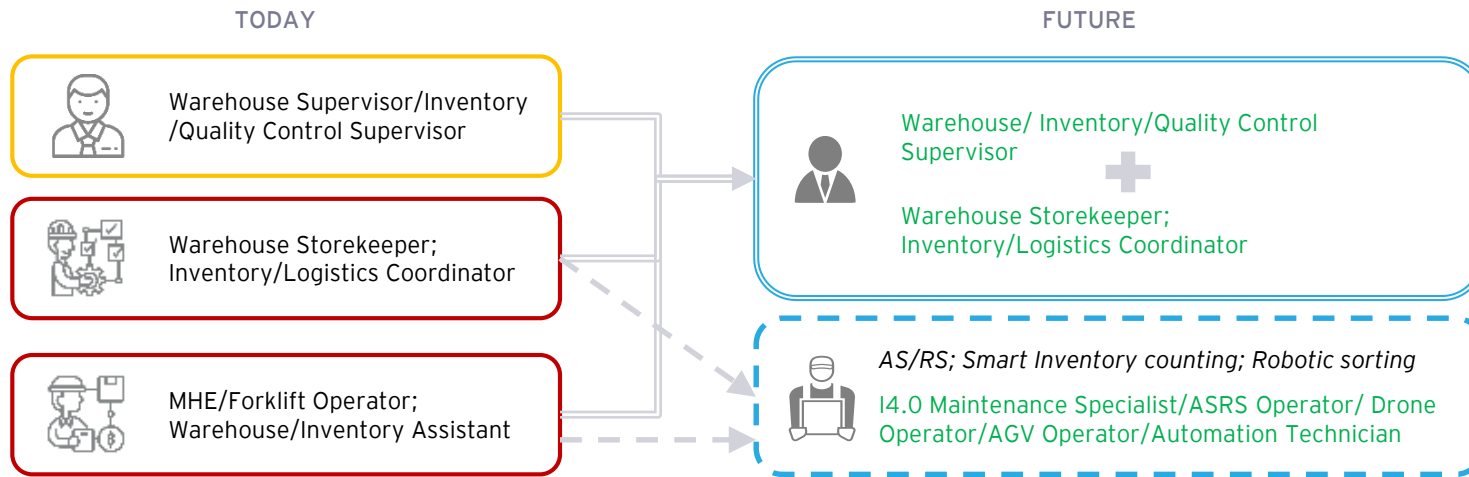 TODAY
FUTURE
Warehouse Supervisor/Inventory
/Quality Control Supervisor
Warehouse Storekeeper;
Inventory/Logistics Coordinator
MHE/Forklift Operator;
Warehouse/Inventory Assistant
Warehouse/ Inventory/Quality Control
Supervisor
Warehouse Storekeeper;
Inventory/Logistics Coordinator
AS/RS; Smart Inventory counting; Robotic sorting
I4.0 Maintenance Specialist/ASRS Operator/ Drone
Operator/AGV Operator/Automation Technician